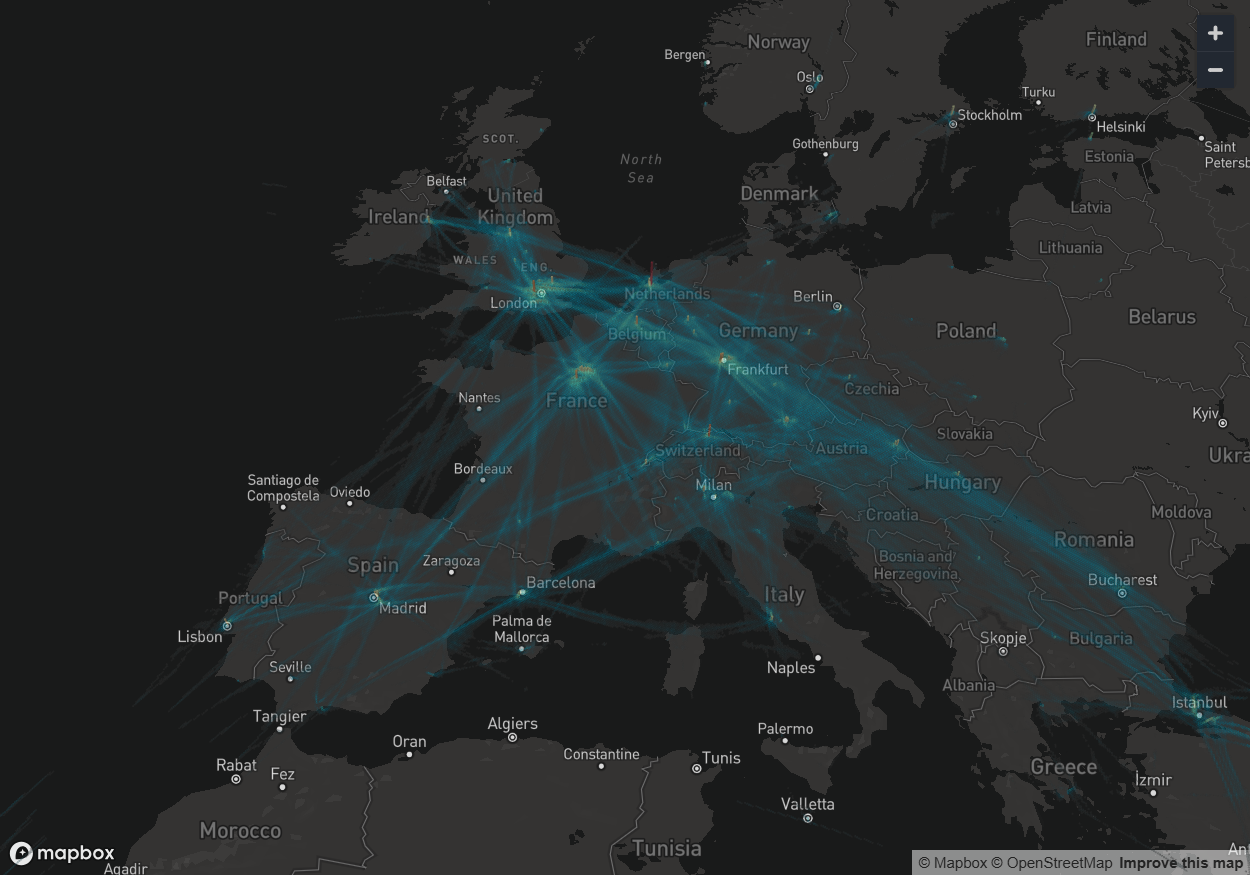 Norway
Finland
+
Bergen
−
Oslo
Turku
Stockholm
Helsinki
SCOT.
Gothenburg
Saint
Petersb
North
Sea
Estonia
Belfast
United
Kingdom
Denmark
Ireland
Latvia
Lithuania
WALES
ENG.
London
Netherlands
Berlin
Belarus
Belgium
Germany
Poland
Frankfurt
Czechia
Nantes
France
Kyiv
Slovakia
Switzerland
Austria
Ukra
Bordeaux
Santiago de
Compostela
Oviedo
Milan
Hungary
Croatia
Moldova
Romania
Zaragoza
Spain
Bosnia and
Herzegovina
Barcelona
Bucharest
Portugal
Madrid
Italy
Lisbon
Palma de
Mallorca
Skopje
Bulgaria
Seville
Naples
Albania
Istanbul
Tangier
Algiers
Palermo
Oran
Constantine
Tunis
Rabat
Fez
Greece
İzmir
Valletta
Morocco
Tunisia
mapbox
An
Agadir
© Mapbox © OpenStreetMap Improve this map